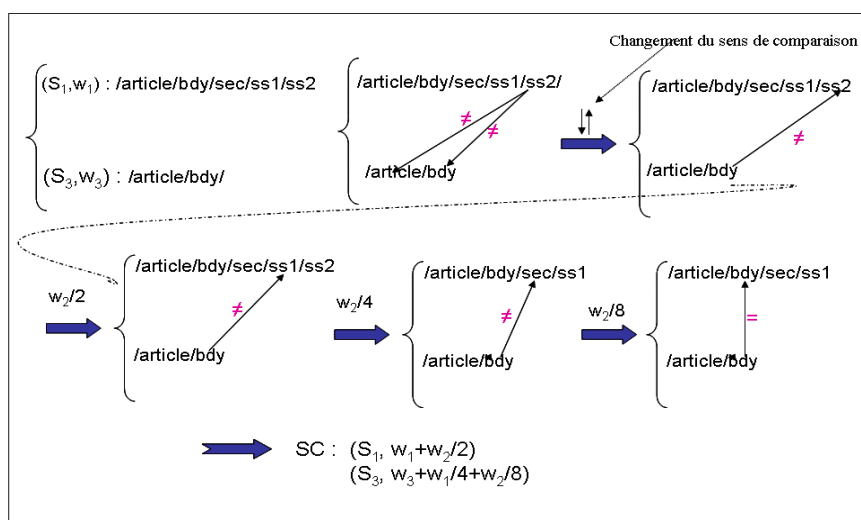 Changement du sens de comparaison
(S1,w1) : /article/bdy/sec/ss1/ss2
/article/bdy/sec/ss1/ss2/
/article/bdy/sec/ss1/ss2
≠
≠
≠
(S3,w3) : /article/bdy/
/article/bdy
/article/bdy
/article/bdy/sec/ss1/ss2
/article/bdy/sec/ss1
/article/bdy/sec/ss1
w2/2
w2/4
w2/8
≠
≠
=
/article/bdy
/article/bdy
/article/bdy
SC : (S1, w1+w2/2)
(S3, w3+w1/4+w2/8)